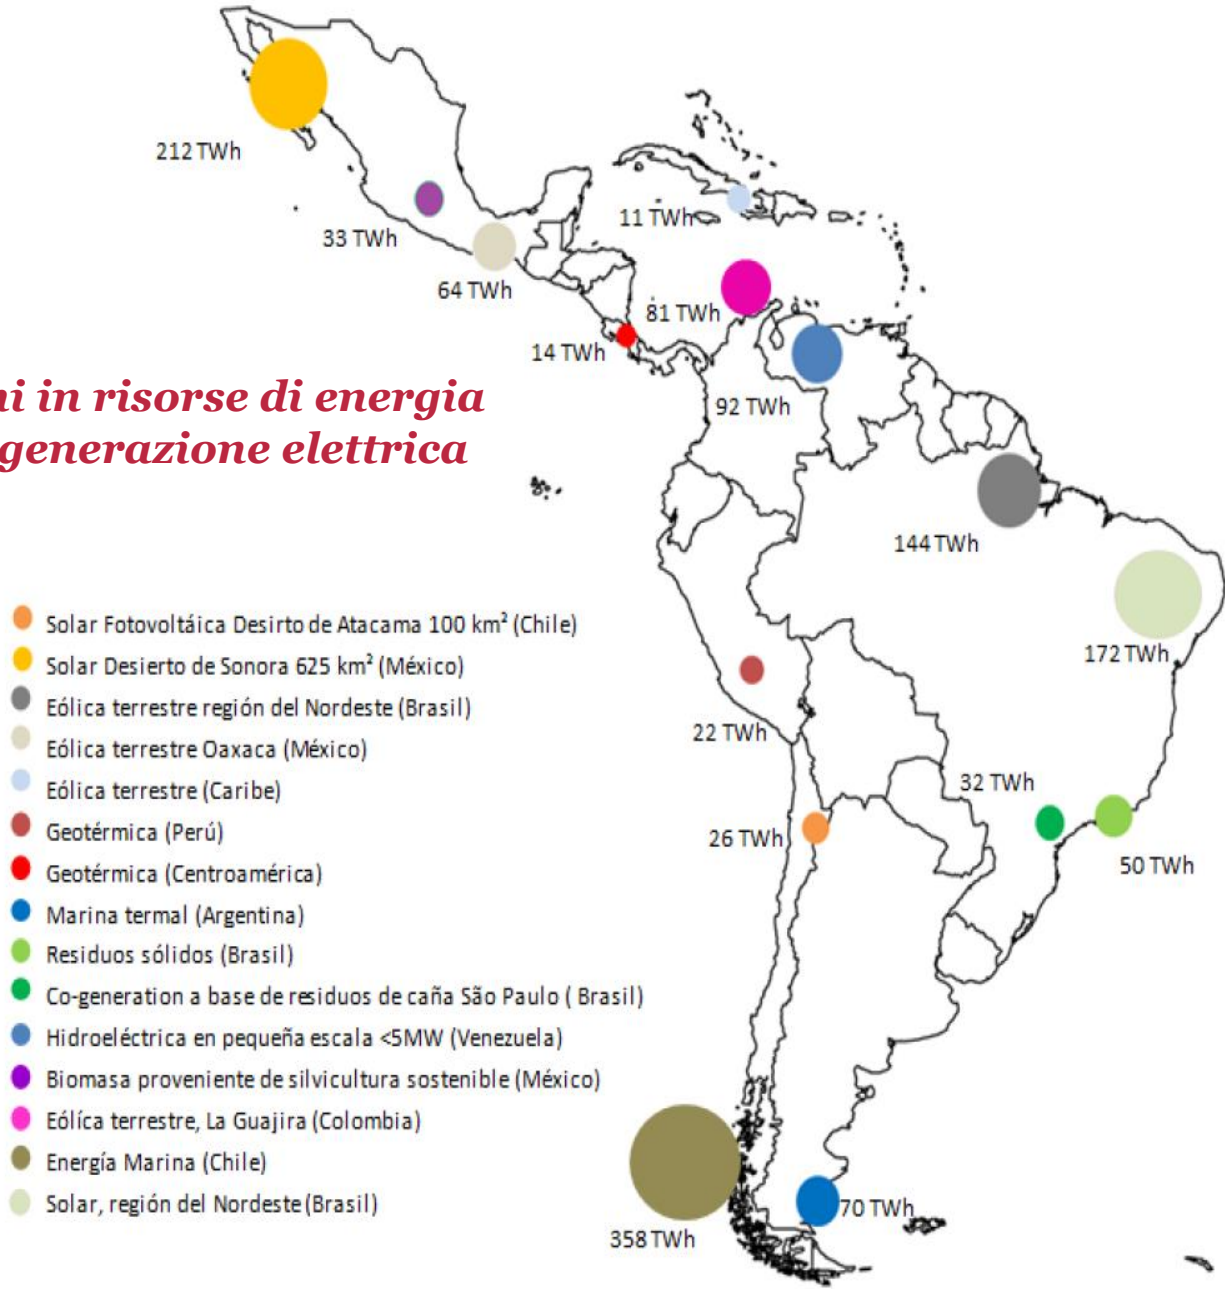 212 TWh
33 TWh
64 TWh
11 TWh
81 TWh
14 TWh
92 TWh
ni in risorse di energia
generazione elettrica
144 TWh
172 TWh
22 TWh
32 TWh
26 TWh
50 TWh
70 TWh
358 TWh
Solar Fotovoltáica Desirto de Atacama 100 km² (Chile)
Solar Desierto de Sonora 625 km² (México)
Eólica terrestre región del Nordeste (Brasil)
Eólica terrestre Oaxaca (México)
Eólica terrestre (Caribe)
Geotérmica (Perú)
Geotérmica (Centroamérica)
Marina termal (Argentina)
Residuos sólidos (Brasil)
Co-generation a base de residuos de caña São Paulo ( Brasil)
Hidroeléctrica en pequeña escala <5MW (Venezuela)
Biomasa proveniente de silvicultura sostenible (México)
Eólíca terrestre, La Guajira (Colombia)
Energía Marina (Chile)
Solar, región del Nordeste (Brasil)